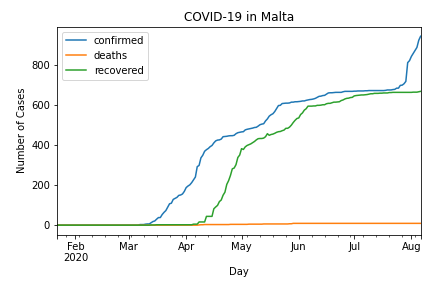 COVID-19 in Malta
confirmed
deaths
recovered
Number of Cases
800
600
400
200
0
Feb Mar Apr May Jun Jul Aug
2020
Day